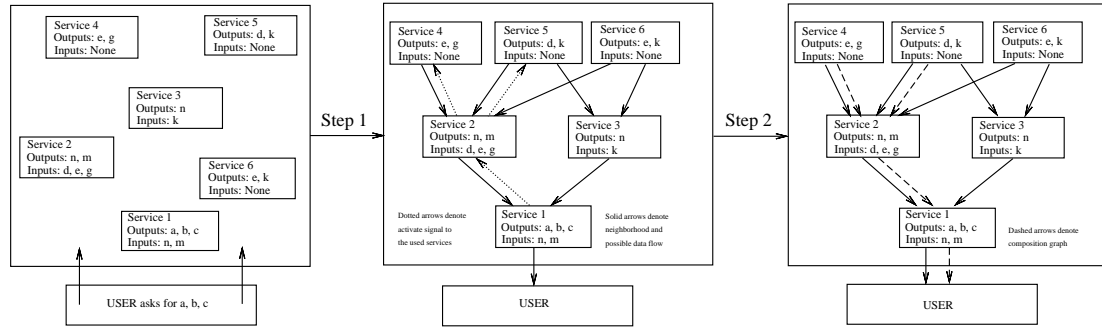 Service 4
Outputs: e, g
Inputs: None
Service 5
Outputs: d, k
Inputs: None
Service 3
Outputs: n
Inputs: k
Service 2
Outputs: n, m
Inputs: d, e, g
Service 6
Outputs: e, k
Inputs: None
Service 1
Outputs: a, b, c
Inputs: n, m
USER asks for a, b, c
Step 1
Service 4
Outputs: e, g
Inputs: None
Service 5
Outputs: d, k
Inputs: None
Service 6
Outputs: e, k
Inputs: None
Service 2
Outputs: n, m
Inputs: d, e, g
Service 3
Outputs: n
Inputs: k
Dotted arrows denote
activate signal to
the used services
Service 1
Outputs: a, b, c
Inputs: n, m
Solid arrows denote
neighborhood and
possible data flow
USER
Step 2
Service 4
Outputs: e, g
Inputs: None
Service 5
Outputs: d, k
Inputs: None
Service 6
Outputs: e, k
Inputs: None
Service 2
Outputs: n, m
Inputs: d, e, g
Service 3
Outputs: n
Inputs: k
Service 1
Outputs: a, b, c
Inputs: n, m
Dashed arrows denote
composition graph
USER